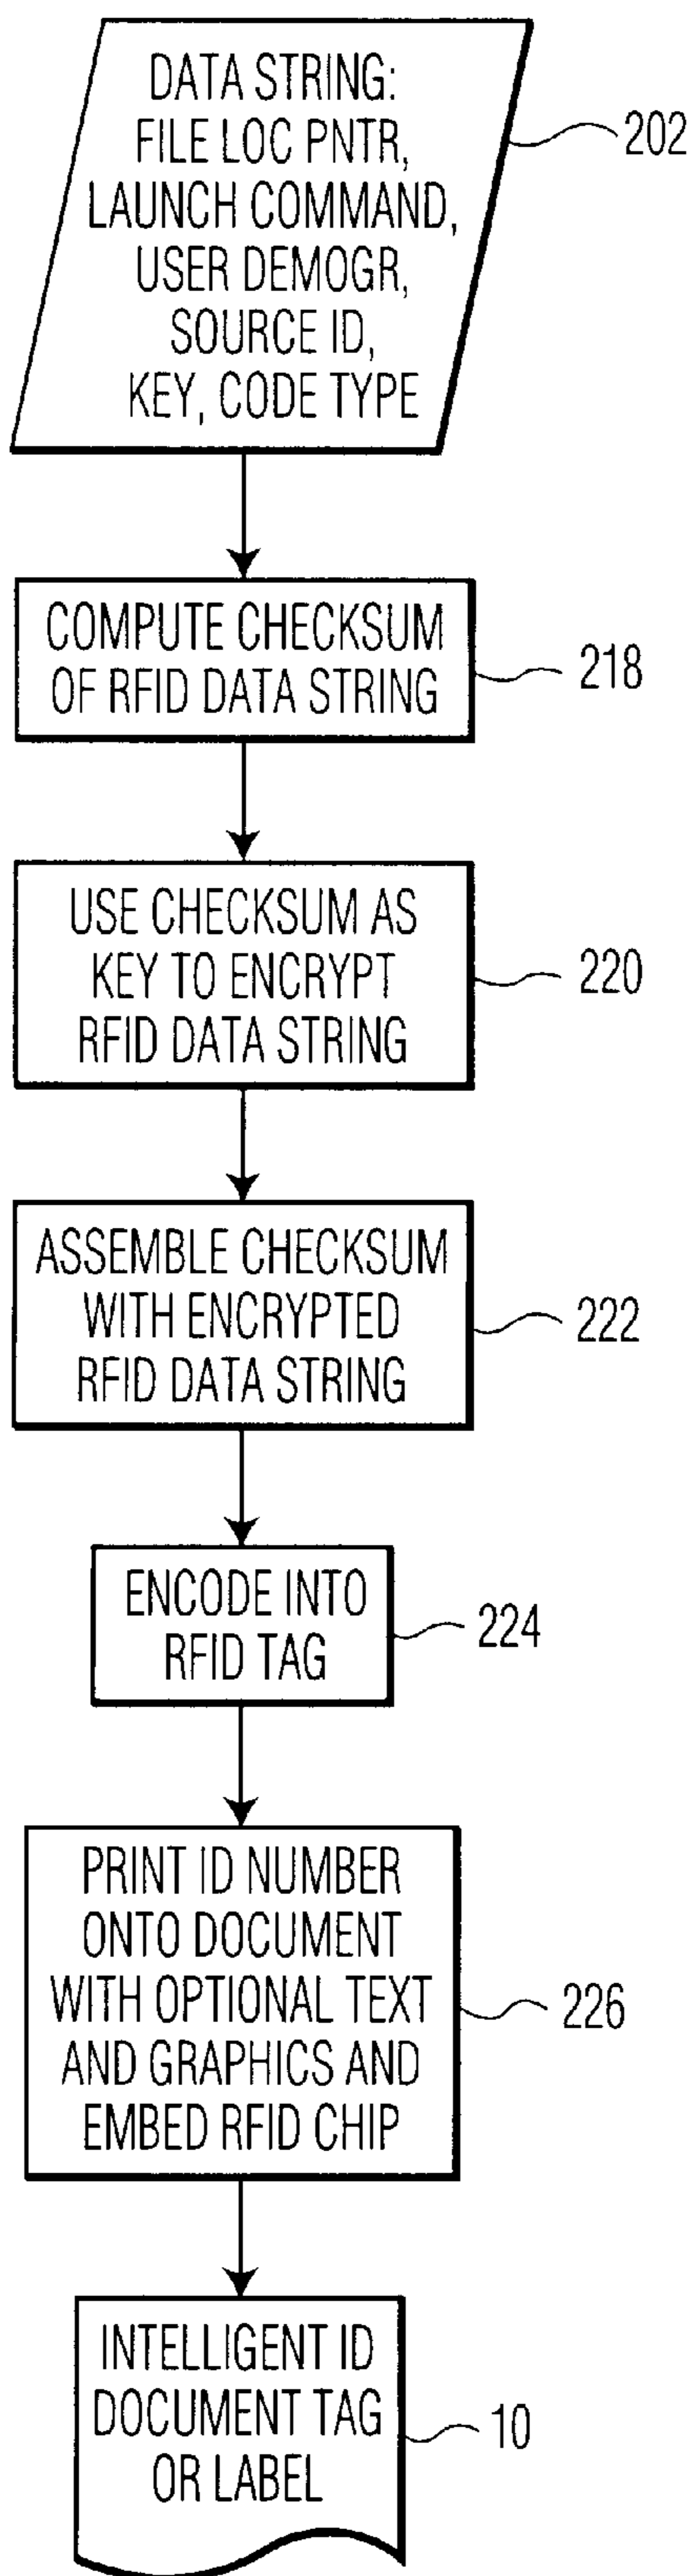 DATA STRING:
FILE LOC PNTR,
LAUNCH COMMAND,
USER DEMOGR,
SOURCE ID,
KEY, CODE TYPE
202
COMPUTE CHECKSUM
OF RFID DATA STRING
218
USE CHECKSUM AS
KEY TO ENCRYPT
RFID DATA STRING
220
ASSEMBLE CHECKSUM
WITH ENCRYPTED
RFID DATA STRING
222
ENCODE INTO
RFID TAG
224
PRINT ID NUMBER
ONTO DOCUMENT
WITH OPTIONAL TEXT
AND GRAPHICS AND
EMBED RFID CHIP
226
INTELLIGENT ID
DOCUMENT TAG
OR LABEL
10